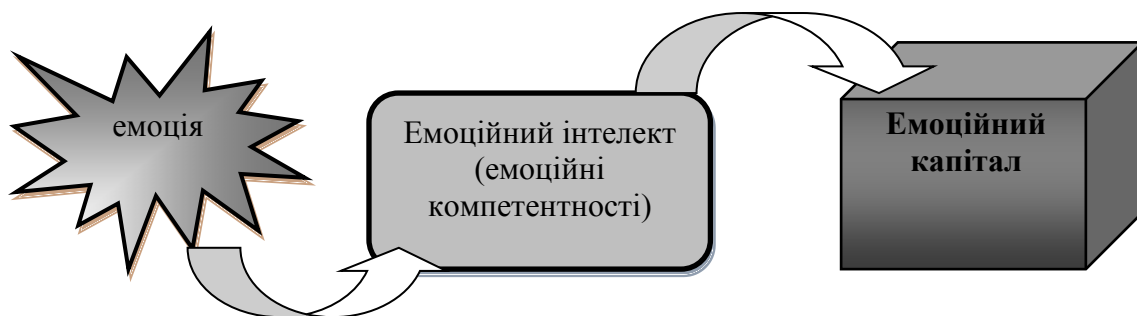 емоція
Емоційний інтелект
(емоційні
компетентності)
Емоційний
капітал